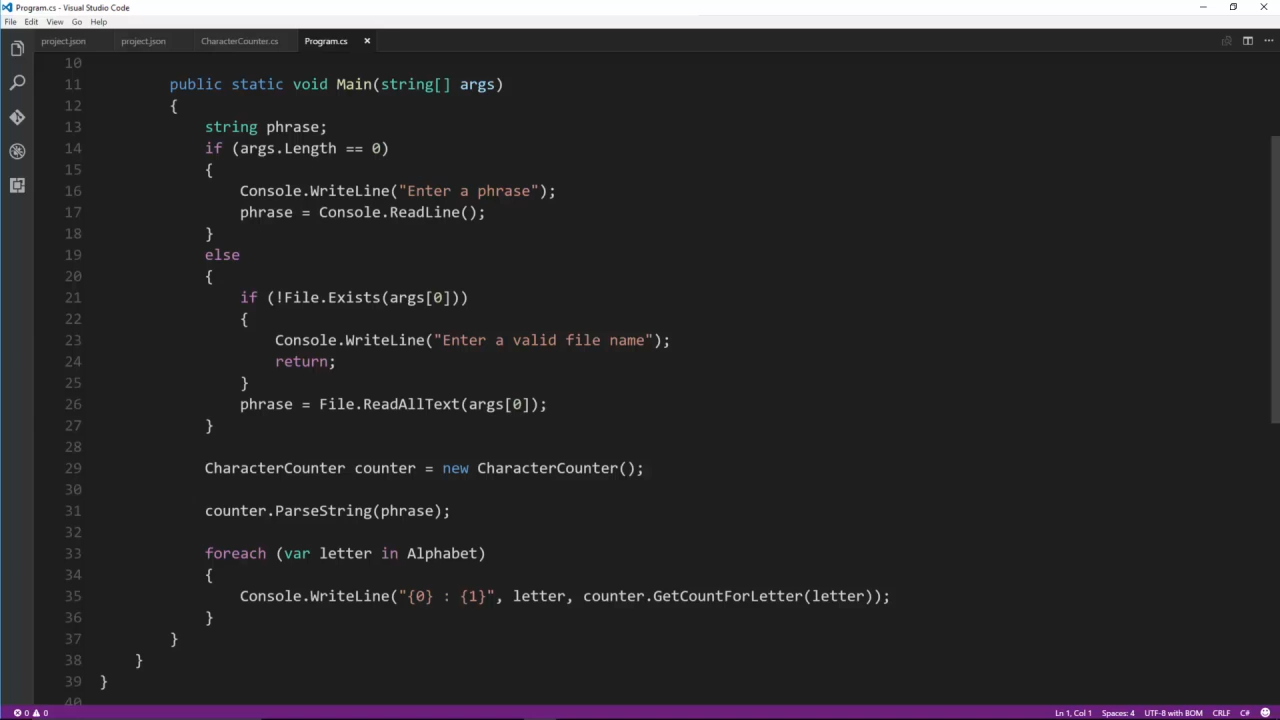 Program.cs - Visual Studio Code
File Edit View Go Help
project.json project.json CharacterCounter.cs Program.cs
10
11 public static void Main(string[] args)
12 {
13 string phrase;
14 if (args.Length == 0)
15 {
16 Console.WriteLine("Enter a phrase");
17 phrase = Console.ReadLine();
18 }
19 else
20 {
21 if (!File.Exists(args[0]))
22 {
23 Console.WriteLine("Enter a valid file name");
24 return;
25 }
26 phrase = File.ReadAllText(args[0]);
27 }
28
29 CharacterCounter counter = new CharacterCounter();
30
31 counter.ParseString(phrase);
32
33 foreach (var letter in Alphabet)
34 {
35 Console.WriteLine("{0} : {1}", letter, counter.GetCountForLetter(letter));
36 }
37 }
38 }
39 }
40
0 0 Ln 1, Col 1 Spaces: 4 UTF-8 with BOM CRLF C#